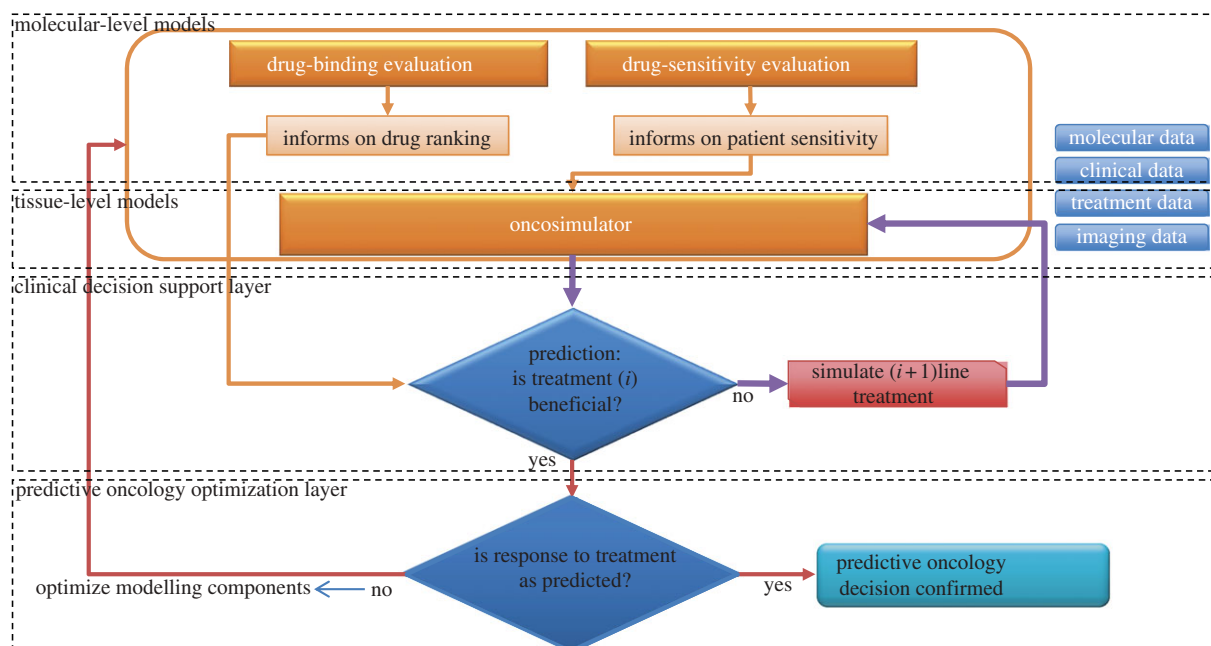 molecular-level models
drug-binding evaluation
drug-sensitivity evaluation
informs on drug ranking
informs on patient sensitivity
molecular data
clinical data
tissue-level models
treatment data
oncosimulator
imaging data
clinical decision support layer
prediction:
is treatment (i)
beneficial?
no
simulate (i+1)line
treatment
yes
predictive oncology optimization layer
is response to treatment
as predicted?
optimize modelling components
no
yes
predictive oncology
decision confirmed